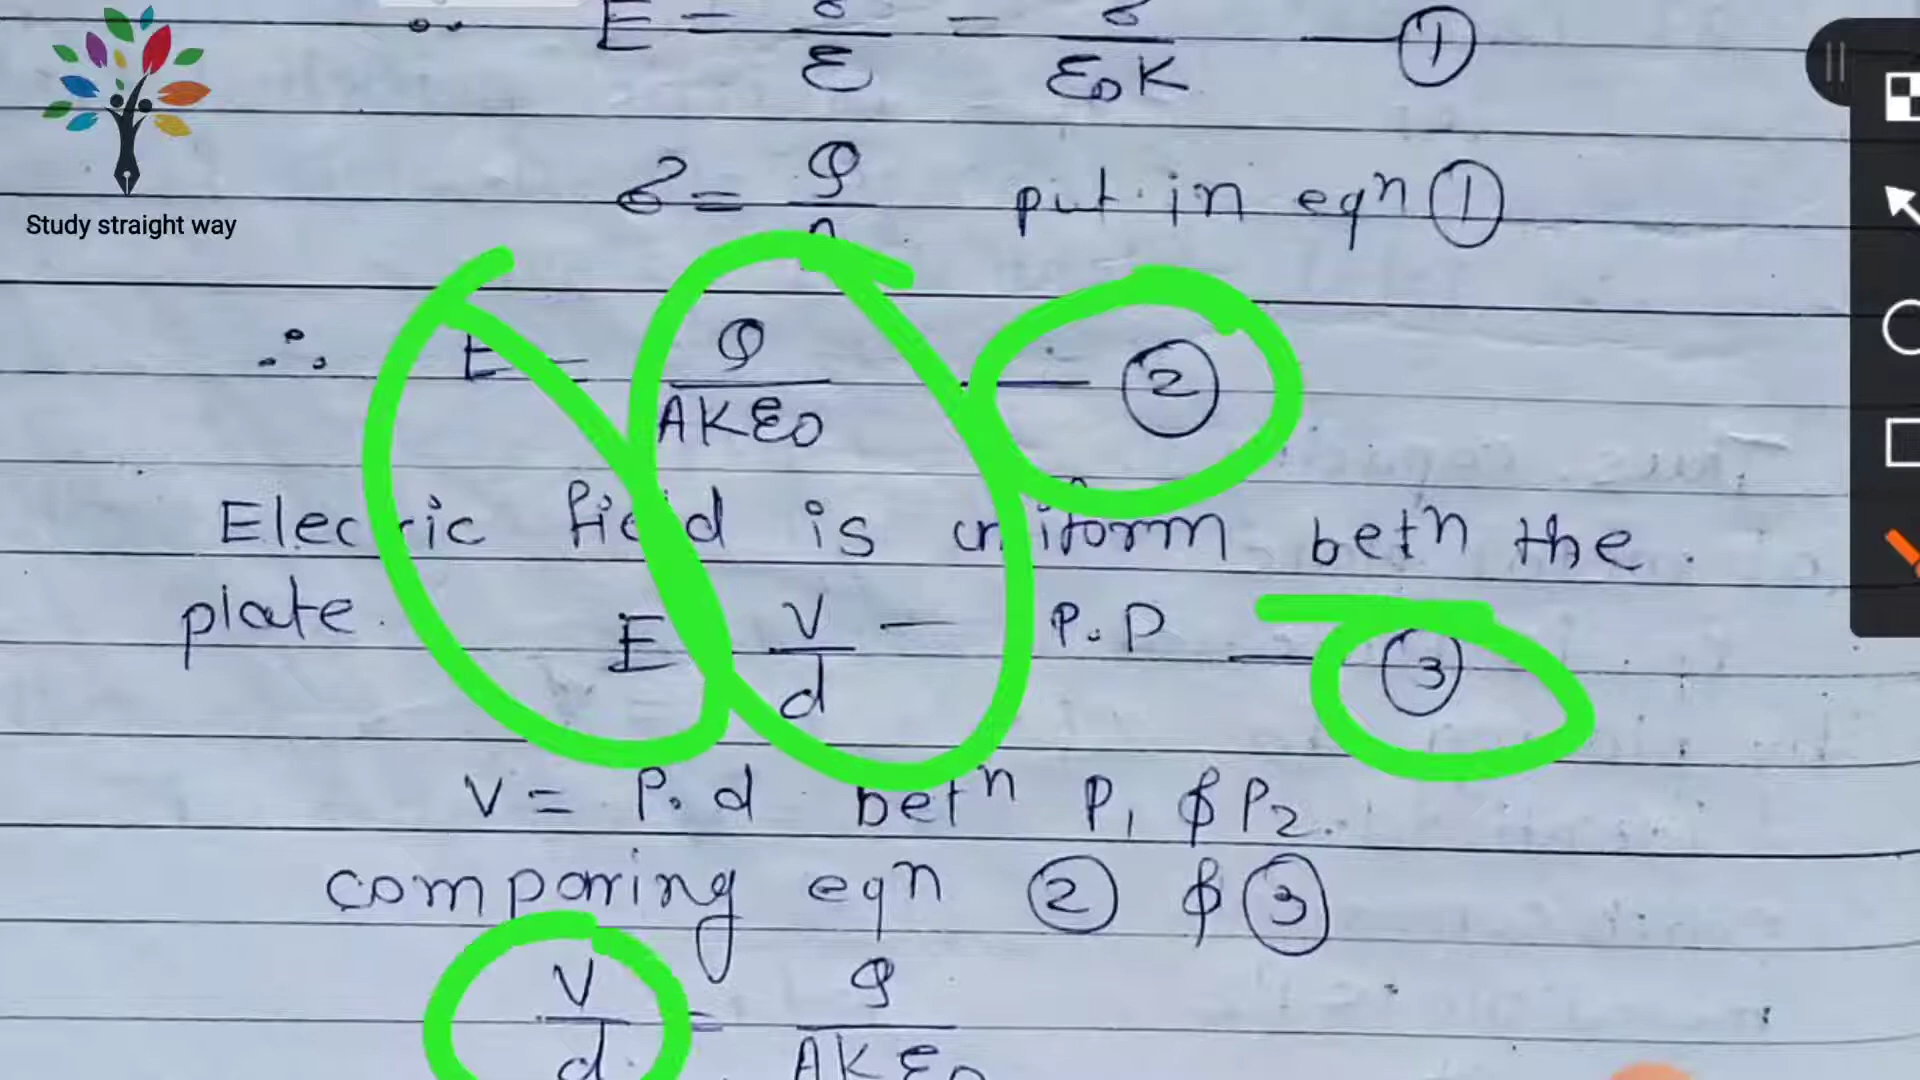 ∴ E = σ/ε = σ/ε0K — ①
σ = Q/A put in eqn ①
Study straight way
∴ E = Q/AKε0 — ②
Electric field is uniform betn the
plate. E V/d — P.D — ③
V = P.d betn P1 & P2.
comparing eqn ② & ③
V/d = Q/AKε0